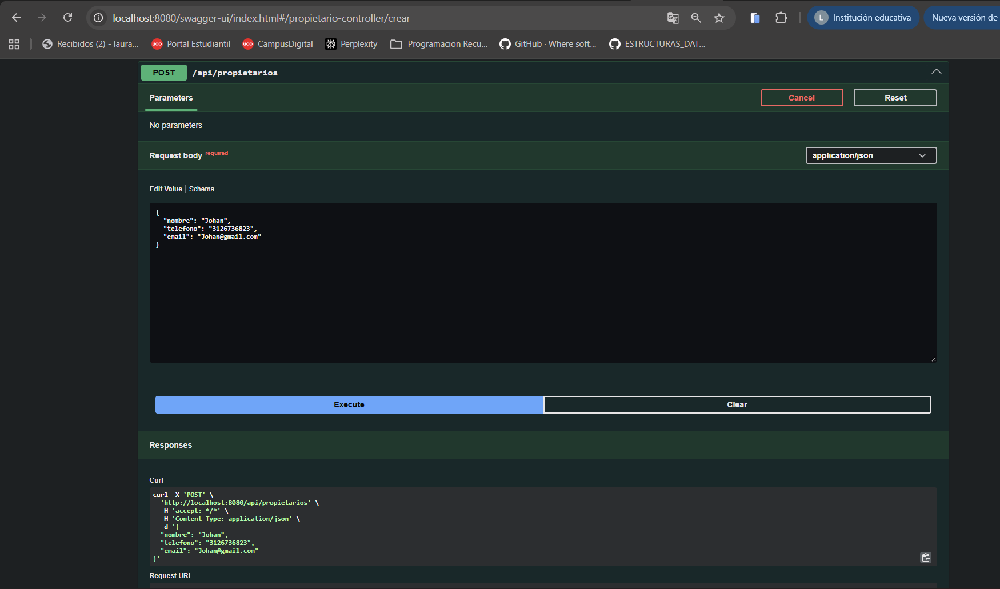 localhost:8080/swagger-ui/index.html#/propietario-controller/crear
L Institución educativa
Nueva versión de
Recibidos (2) - laura...
uao Portal Estudiantil
uao CampusDigital
Perplexity
Programacion Recu...
GitHub · Where soft...
ESTRUCTURAS_DAT...
POST /api/propietarios
Parameters
Cancel
Reset
No parameters
Request body required
application/json
Edit Value | Schema
{
"nombre": "Johan",
"telefono": "3126736823",
"email": "Johan@gmail.com"
}
Execute
Clear
Responses
Curl
curl -X 'POST' \
'http://localhost:8080/api/propietarios' \
-H 'accept: */*' \
-H 'Content-Type: application/json' \
-d '{
"nombre": "Johan",
"telefono": "3126736823",
"email": "Johan@gmail.com"
}'
Request URL